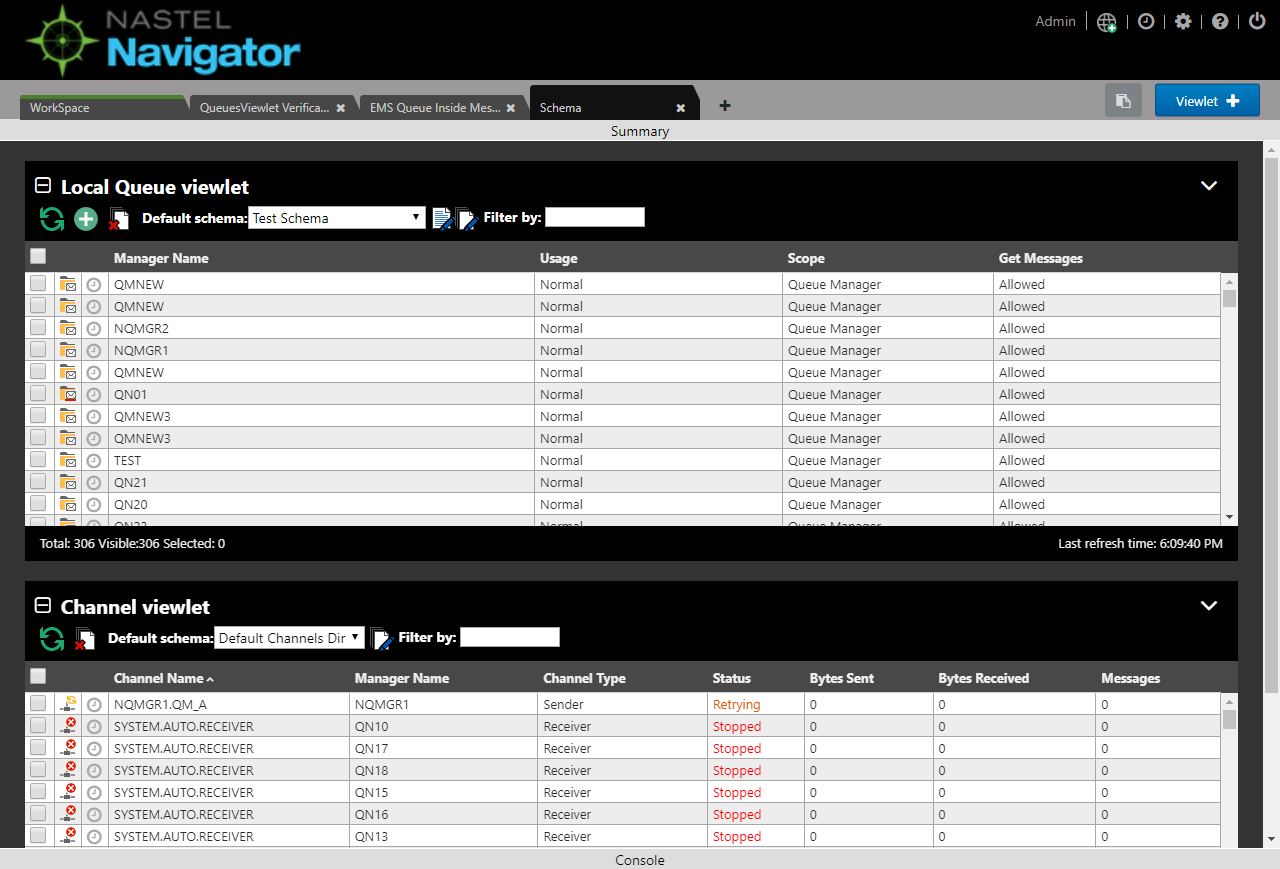 NASTEL
Navigator
Admin
WorkSpace QueuesViewlet Verifica... EMS Queue Inside Mes... Schema
Viewlet
Summary
Local Queue viewlet
Default schema: Test Schema Filter by:
Manager Name Usage Scope Get Messages
QMNEW Normal Queue Manager Allowed
QMNEW Normal Queue Manager Allowed
NQMGR2 Normal Queue Manager Allowed
NQMGR1 Normal Queue Manager Allowed
QMNEW Normal Queue Manager Allowed
QN01 Normal Queue Manager Allowed
QMNEW3 Normal Queue Manager Allowed
QMNEW3 Normal Queue Manager Allowed
TEST Normal Queue Manager Allowed
QN21 Normal Queue Manager Allowed
QN20 Normal Queue Manager Allowed
Normal Queue Manager Allowed
Total: 306 Visible:306 Selected: 0 Last refresh time: 6:09:40 PM
Channel viewlet
Default schema: Default Channels Dir Filter by:
Channel Name Manager Name Channel Type Status Bytes Sent Bytes Received Messages
NQMGR1.QM_A NQMGR1 Sender Retrying 0 0 0
SYSTEM.AUTO.RECEIVER QN10 Receiver Stopped 0 0 0
SYSTEM.AUTO.RECEIVER QN17 Receiver Stopped 0 0 0
SYSTEM.AUTO.RECEIVER QN18 Receiver Stopped 0 0 0
SYSTEM.AUTO.RECEIVER QN15 Receiver Stopped 0 0 0
SYSTEM.AUTO.RECEIVER QN16 Receiver Stopped 0 0 0
SYSTEM.AUTO.RECEIVER QN13 Receiver Stopped 0 0 0
Console